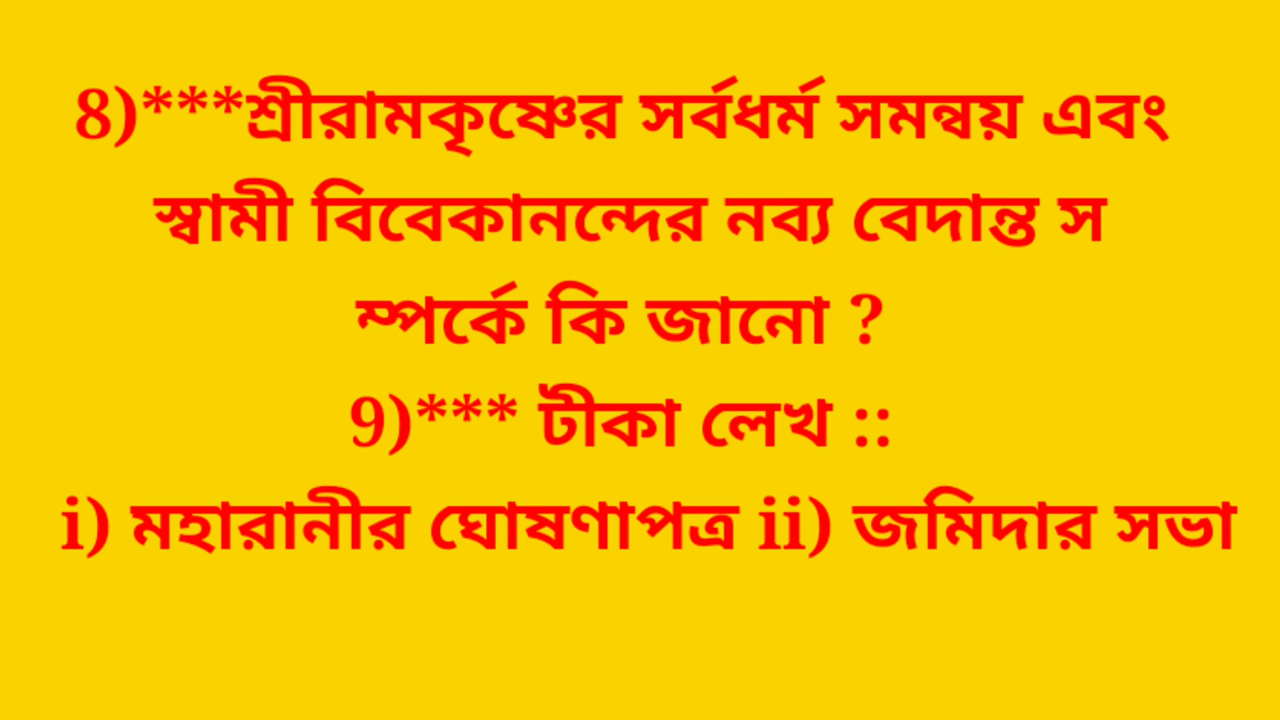 8)***শ্রীরামকৃষ্ণের সর্বধর্ম সমন্বয় এবং
স্বামী বিবেকানন্দের নব্য বেদান্ত স
ম্পর্কে কি জানো ?
9)*** টীকা লেখ ::
i) মহারানীর ঘোষণাপত্র ii) জমিদার সভা